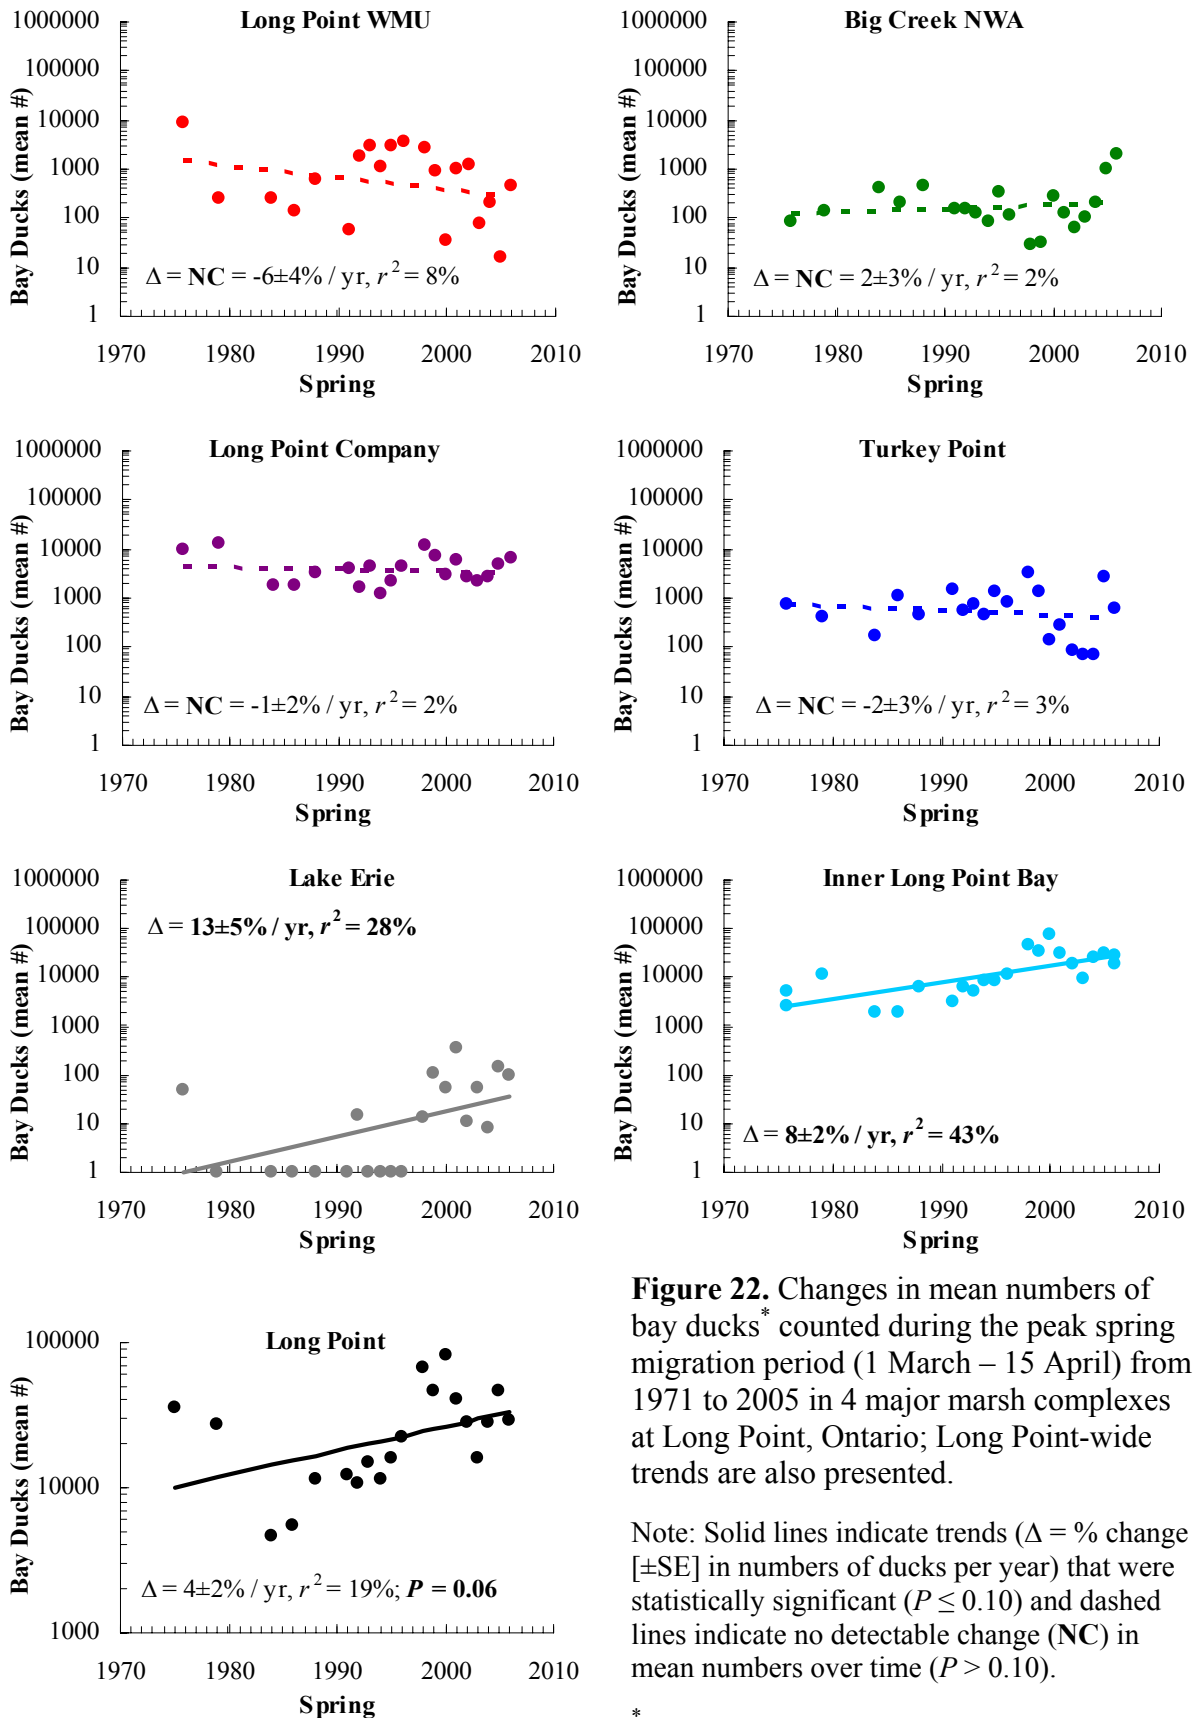 Long Point WMU
1000000
100000
10000
1000
100
10
1
Bay Ducks (mean #)
Δ = NC = -6±4% / yr, r² = 8%
1970 1980 1990 2000 2010
Spring
Big Creek NWA
1000000
100000
10000
1000
100
10
1
Bay Ducks (mean #)
Δ = NC = 2±3% / yr, r² = 2%
1970 1980 1990 2000 2010
Spring
Long Point Company
1000000
100000
10000
1000
100
10
1
Bay Ducks (mean #)
Δ = NC = -1±2% / yr, r² = 2%
1970 1980 1990 2000 2010
Spring
Turkey Point
1000000
100000
10000
1000
100
10
1
Bay Ducks (mean #)
Δ = NC = -2±3% / yr, r² = 3%
1970 1980 1990 2000 2010
Spring
Lake Erie
1000000
100000
10000
1000
100
10
1
Bay Ducks (mean #)
Δ = 13±5% / yr, r² = 28%
1970 1980 1990 2000 2010
Spring
Inner Long Point Bay
1000000
100000
10000
1000
100
10
1
Bay Ducks (mean #)
Δ = 8±2% / yr, r² = 43%
1970 1980 1990 2000 2010
Spring
Long Point
100000
10000
1000
Bay Ducks (mean #)
Δ = 4±2% / yr, r² = 19%; P = 0.06
1970 1980 1990 2000 2010
Spring
Figure 22. Changes in mean numbers of
bay ducks* counted during the peak spring
migration period (1 March – 15 April) from
1971 to 2005 in 4 major marsh complexes
at Long Point, Ontario; Long Point-wide
trends are also presented.
Note: Solid lines indicate trends (Δ = % change
[±SE] in numbers of ducks per year) that were
statistically significant (P ≤ 0.10) and dashed
lines indicate no detectable change (NC) in
mean numbers over time (P > 0.10).
*